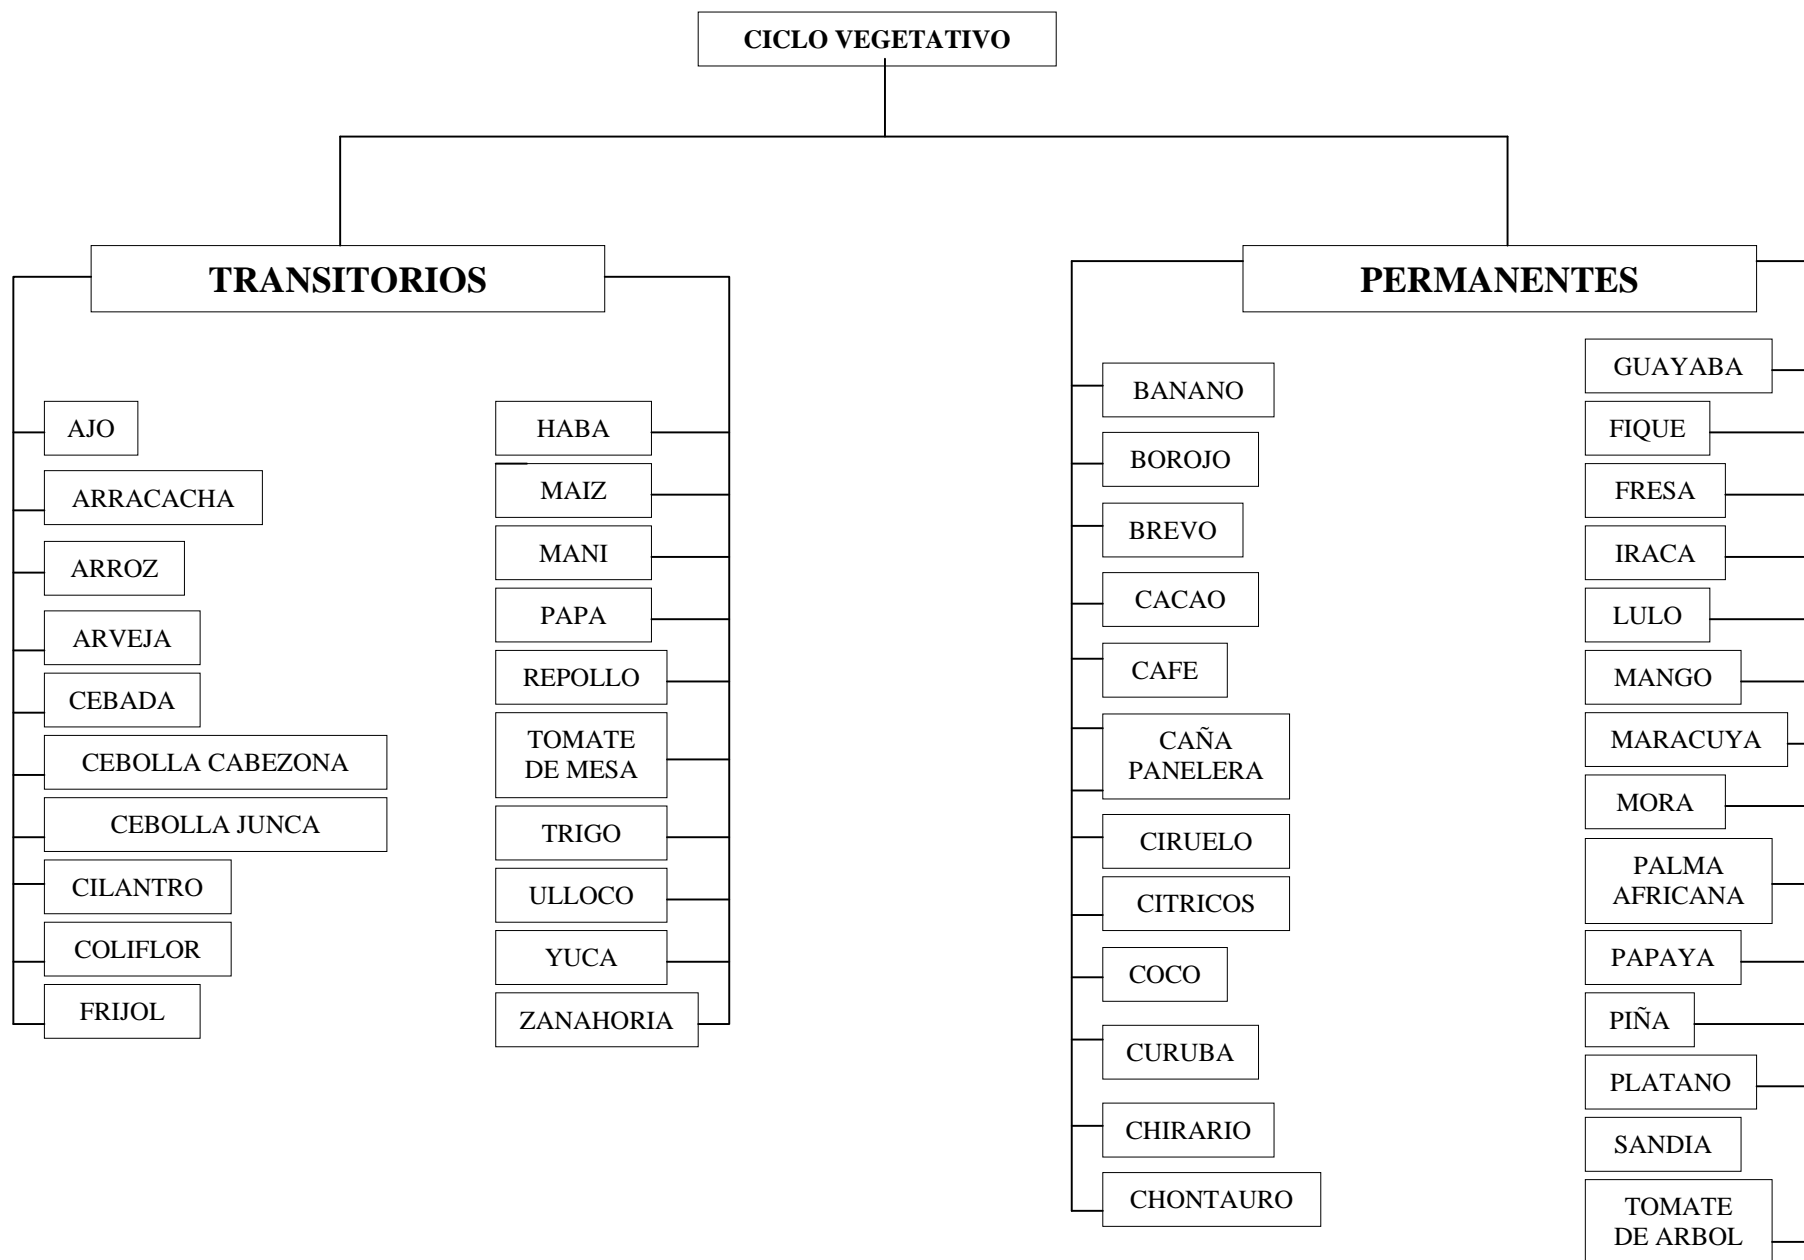 CICLO VEGETATIVO
TRANSITORIOS
AJO
ARRACACHA
ARROZ
ARVEJA
CEBADA
CEBOLLA CABEZONA
CEBOLLA JUNCA
CILANTRO
COLIFLOR
FRIJOL
HABA
MAIZ
MANI
PAPA
REPOLLO
TOMATE
DE MESA
TRIGO
ULLOCO
YUCA
ZANAHORIA
PERMANENTES
BANANO
BOROJO
BREVO
CACAO
CAFE
CAÑA
PANELERA
CIRUELO
CITRICOS
COCO
CURUBA
CHIRARIO
CHONTAURO
GUAYABA
FIQUE
FRESA
IRACA
LULO
MANGO
MARACUYA
MORA
PALMA
AFRICANA
PAPAYA
PIÑA
PLATANO
SANDIA
TOMATE
DE ARBOL